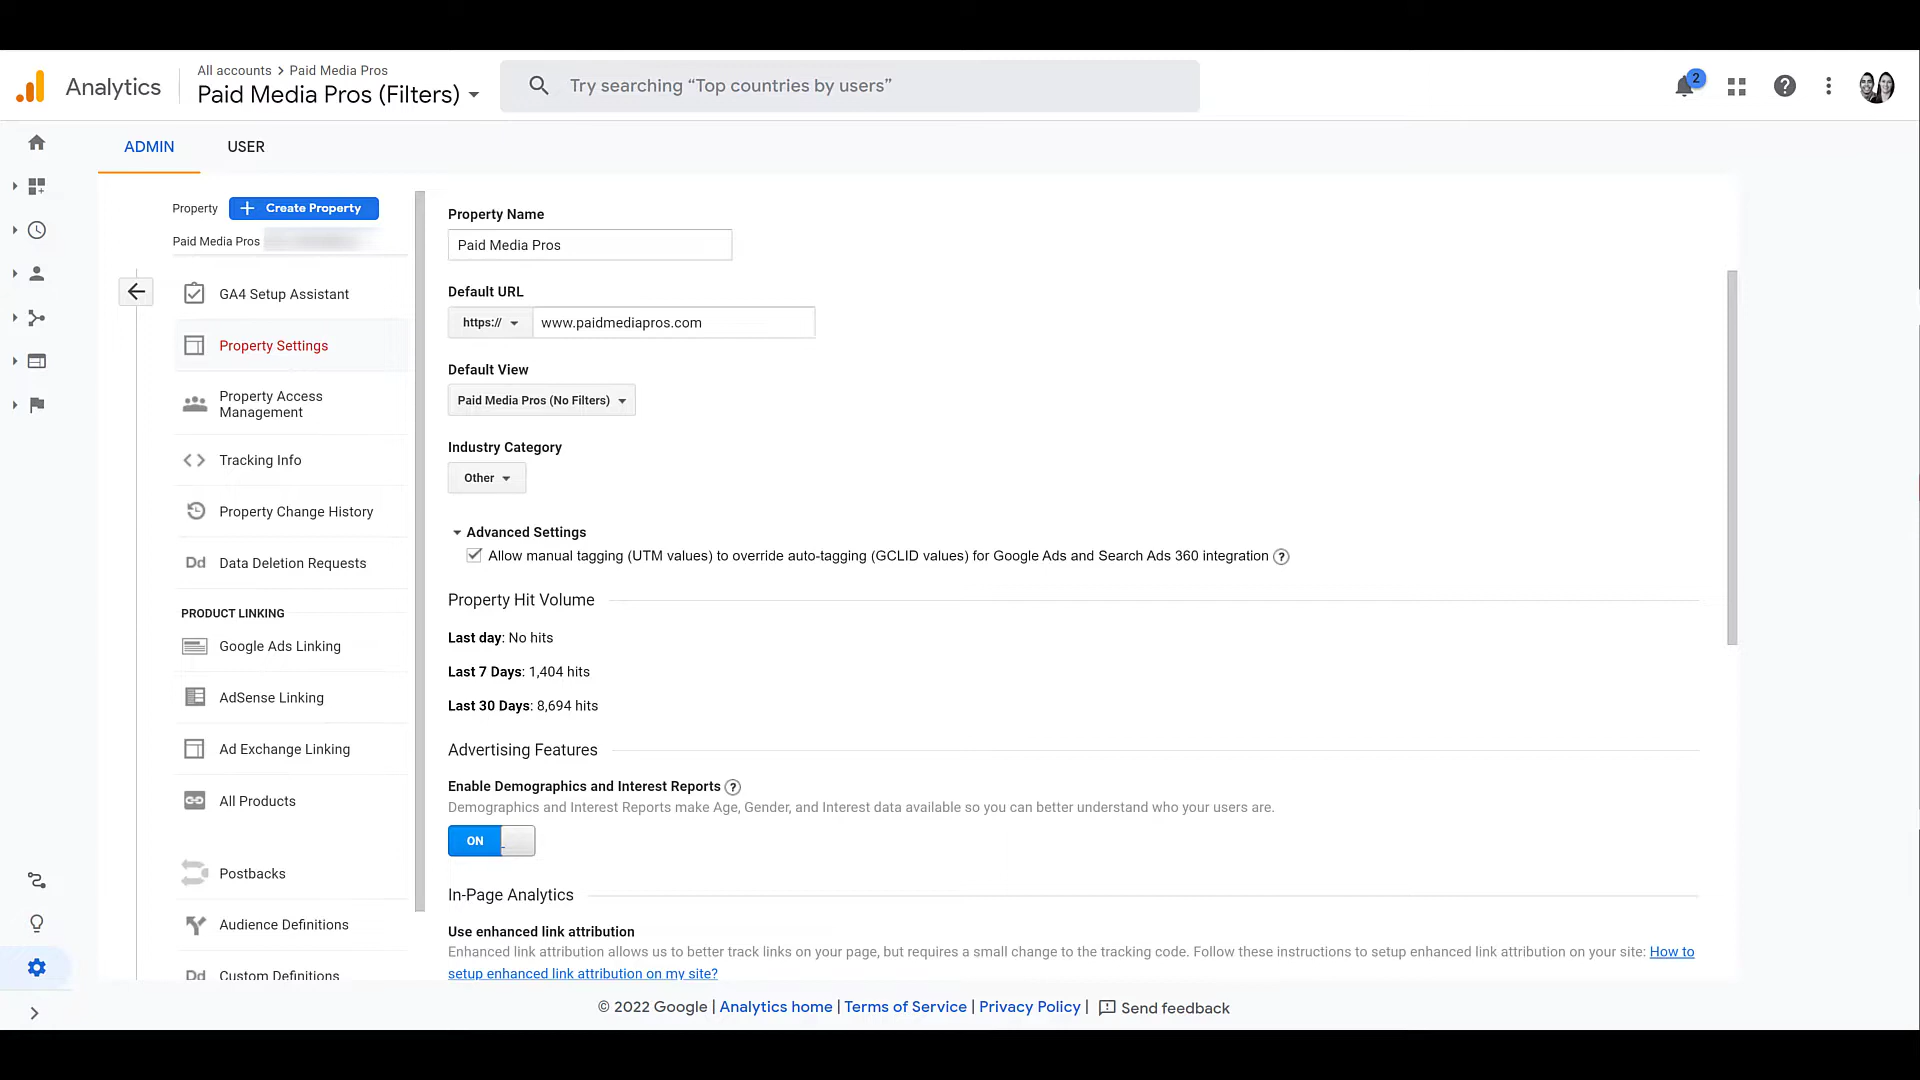 Analytics
All accounts > Paid Media Pros
Paid Media Pros (Filters)
Try searching “Top countries by users”
2
ADMIN
USER
Property
Create Property
Paid Media Pros
GA4 Setup Assistant
Property Settings
Property Access
Management
Tracking Info
Property Change History
Dd Data Deletion Requests
PRODUCT LINKING
Google Ads Linking
AdSense Linking
Ad Exchange Linking
All Products
Postbacks
Audience Definitions
Dd Custom Definitions
Property Name
Paid Media Pros
Default URL
https:// www.paidmediapros.com
Default View
Paid Media Pros (No Filters)
Industry Category
Other
Advanced Settings
Allow manual tagging (UTM values) to override auto-tagging (GCLID values) for Google Ads and Search Ads 360 integration ?
Property Hit Volume
Last day: No hits
Last 7 Days: 1,404 hits
Last 30 Days: 8,694 hits
Advertising Features
Enable Demographics and Interest Reports ?
Demographics and Interest Reports make Age, Gender, and Interest data available so you can better understand who your users are.
ON
In-Page Analytics
Use enhanced link attribution
Enhanced link attribution allows us to better track links on your page, but requires a small change to the tracking code. Follow these instructions to setup enhanced link attribution on your site: How to
setup enhanced link attribution on my site?
© 2022 Google | Analytics home | Terms of Service | Privacy Policy | Send feedback